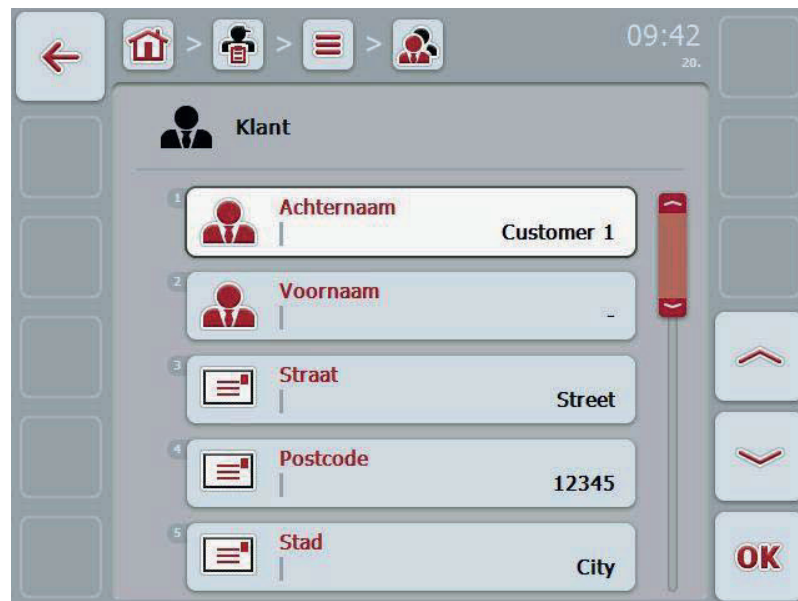 > > >
09:42
20.
Klant
1
Achternaam
Customer 1
2
Voornaam
-
3
Straat
Street
4
Postcode
12345
5
Stad
City
OK